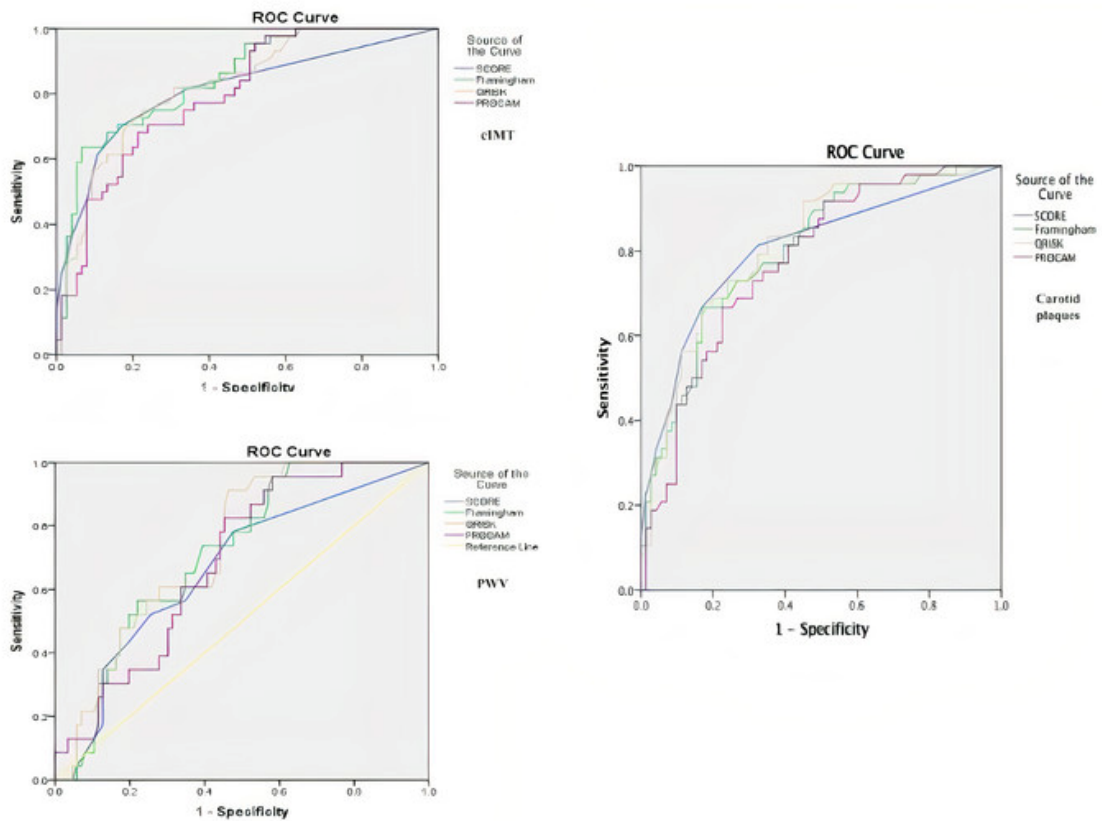 ROC Curve
Sensitivity
1.0
0.8
0.6
0.4
0.2
0.0
0.0 0.2 0.4 0.6 0.8 1.0
1 - Specificity
Source of
the Curve
SCORE
Framingham
QRISK
PROCAM
cIMT
ROC Curve
Sensitivity
1.0
0.8
0.6
0.4
0.2
0.0
0.0 0.2 0.4 0.6 0.8 1.0
1 - Specificity
Source of the
Curve
SCORE
Framingham
QRISK
PROCAM
Reference Line
PWV
ROC Curve
Sensitivity
1.0
0.8
0.6
0.4
0.2
0.0
0.0 0.2 0.4 0.6 0.8 1.0
1 - Specificity
Source of the
Curve
SCORE
Framingham
QRISK
PROCAM
Carotid
plaques